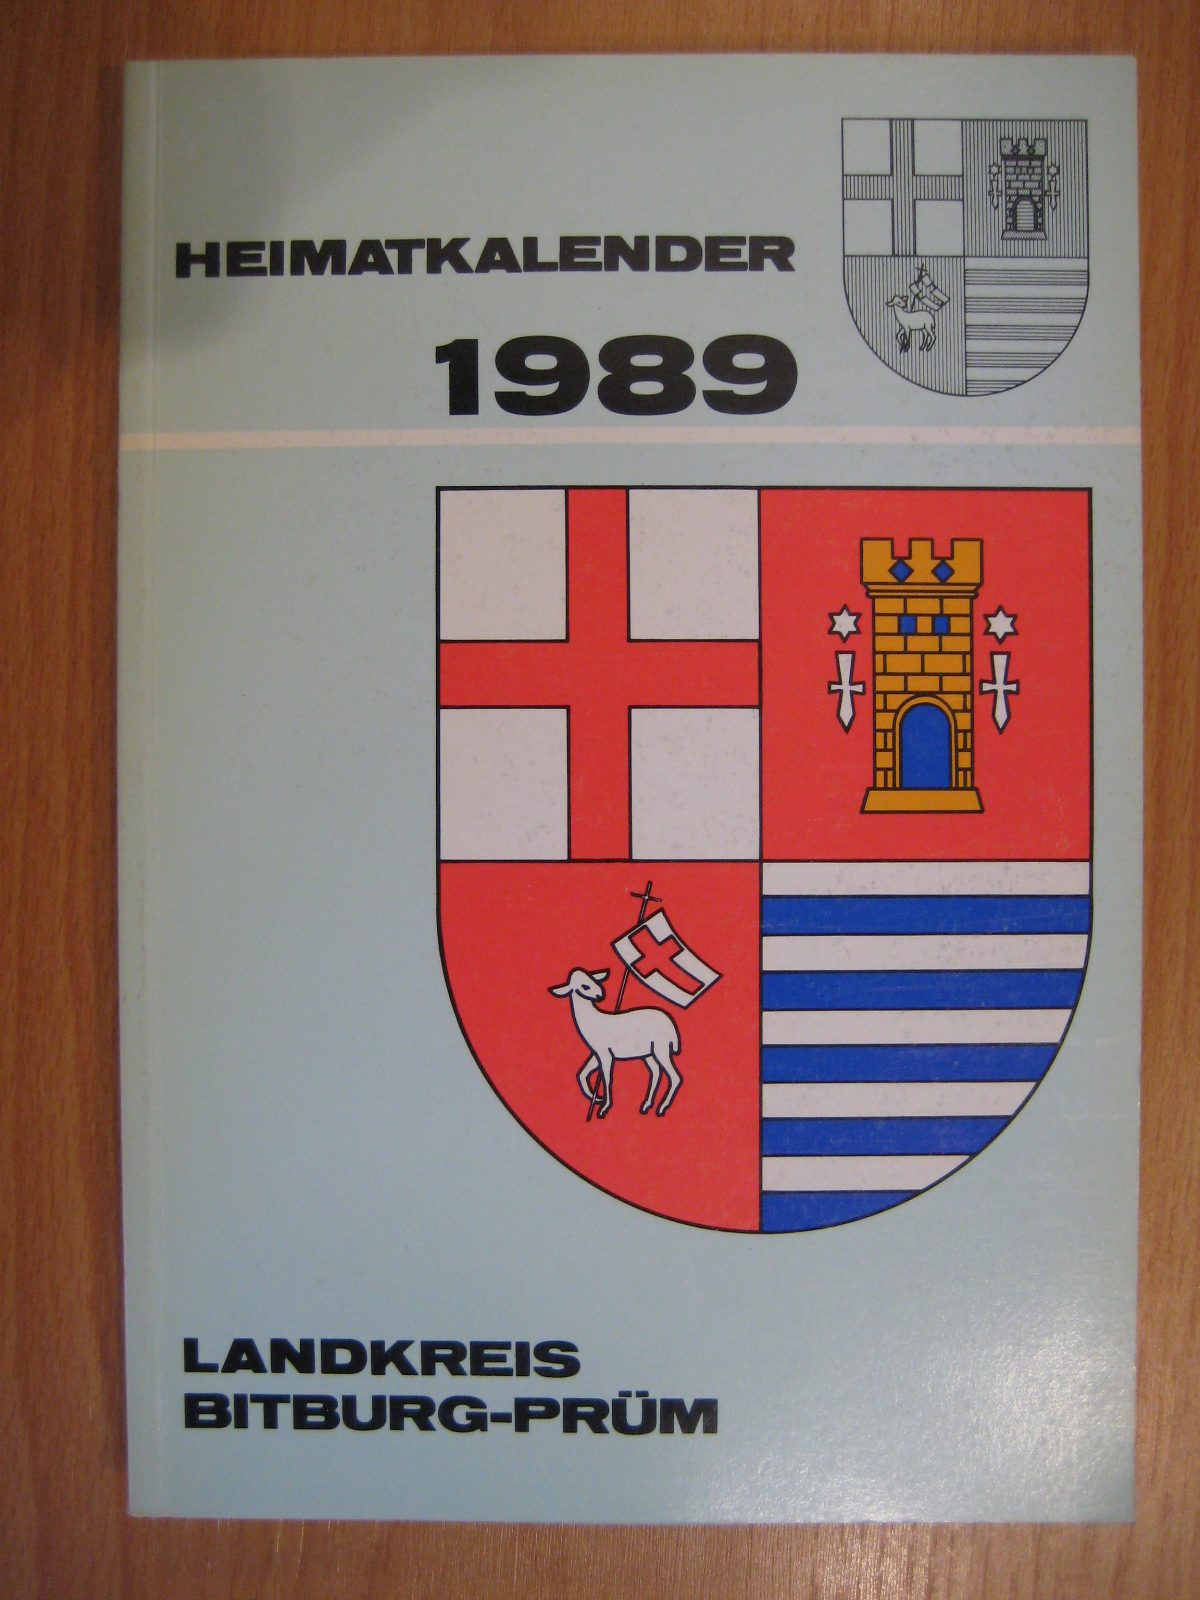 HEIMATKALENDER
1989
LANDKREIS
BITBURG-PRÜM